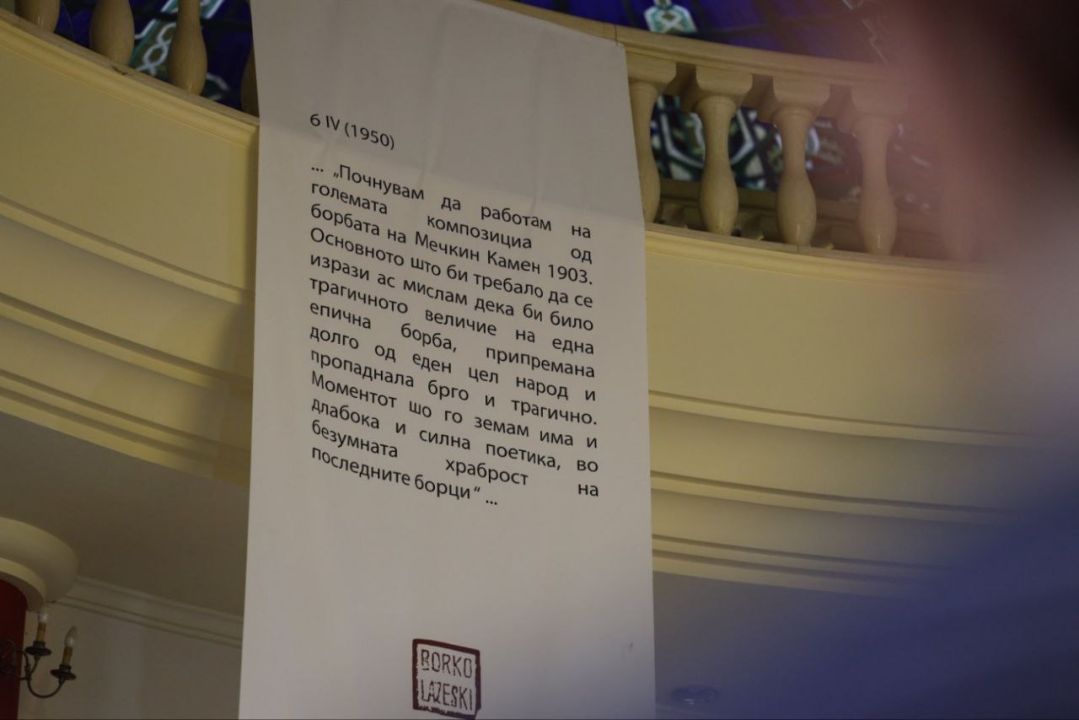 6 IV (1950)
... „Почнувам да работам на
големата композициа од
борбата на Мечкин Камен 1903.
Основното што би требало да се
изрази ас мислам дека би било
трагичното величие на една
епична борба, припремана
долго од еден цел народ и
пропаднала брго и трагично.
Моментот шо го земам има и
длабока и силна поетика, во
безумната храброст на
последните борци“ ...
BORKO
LAZESKI